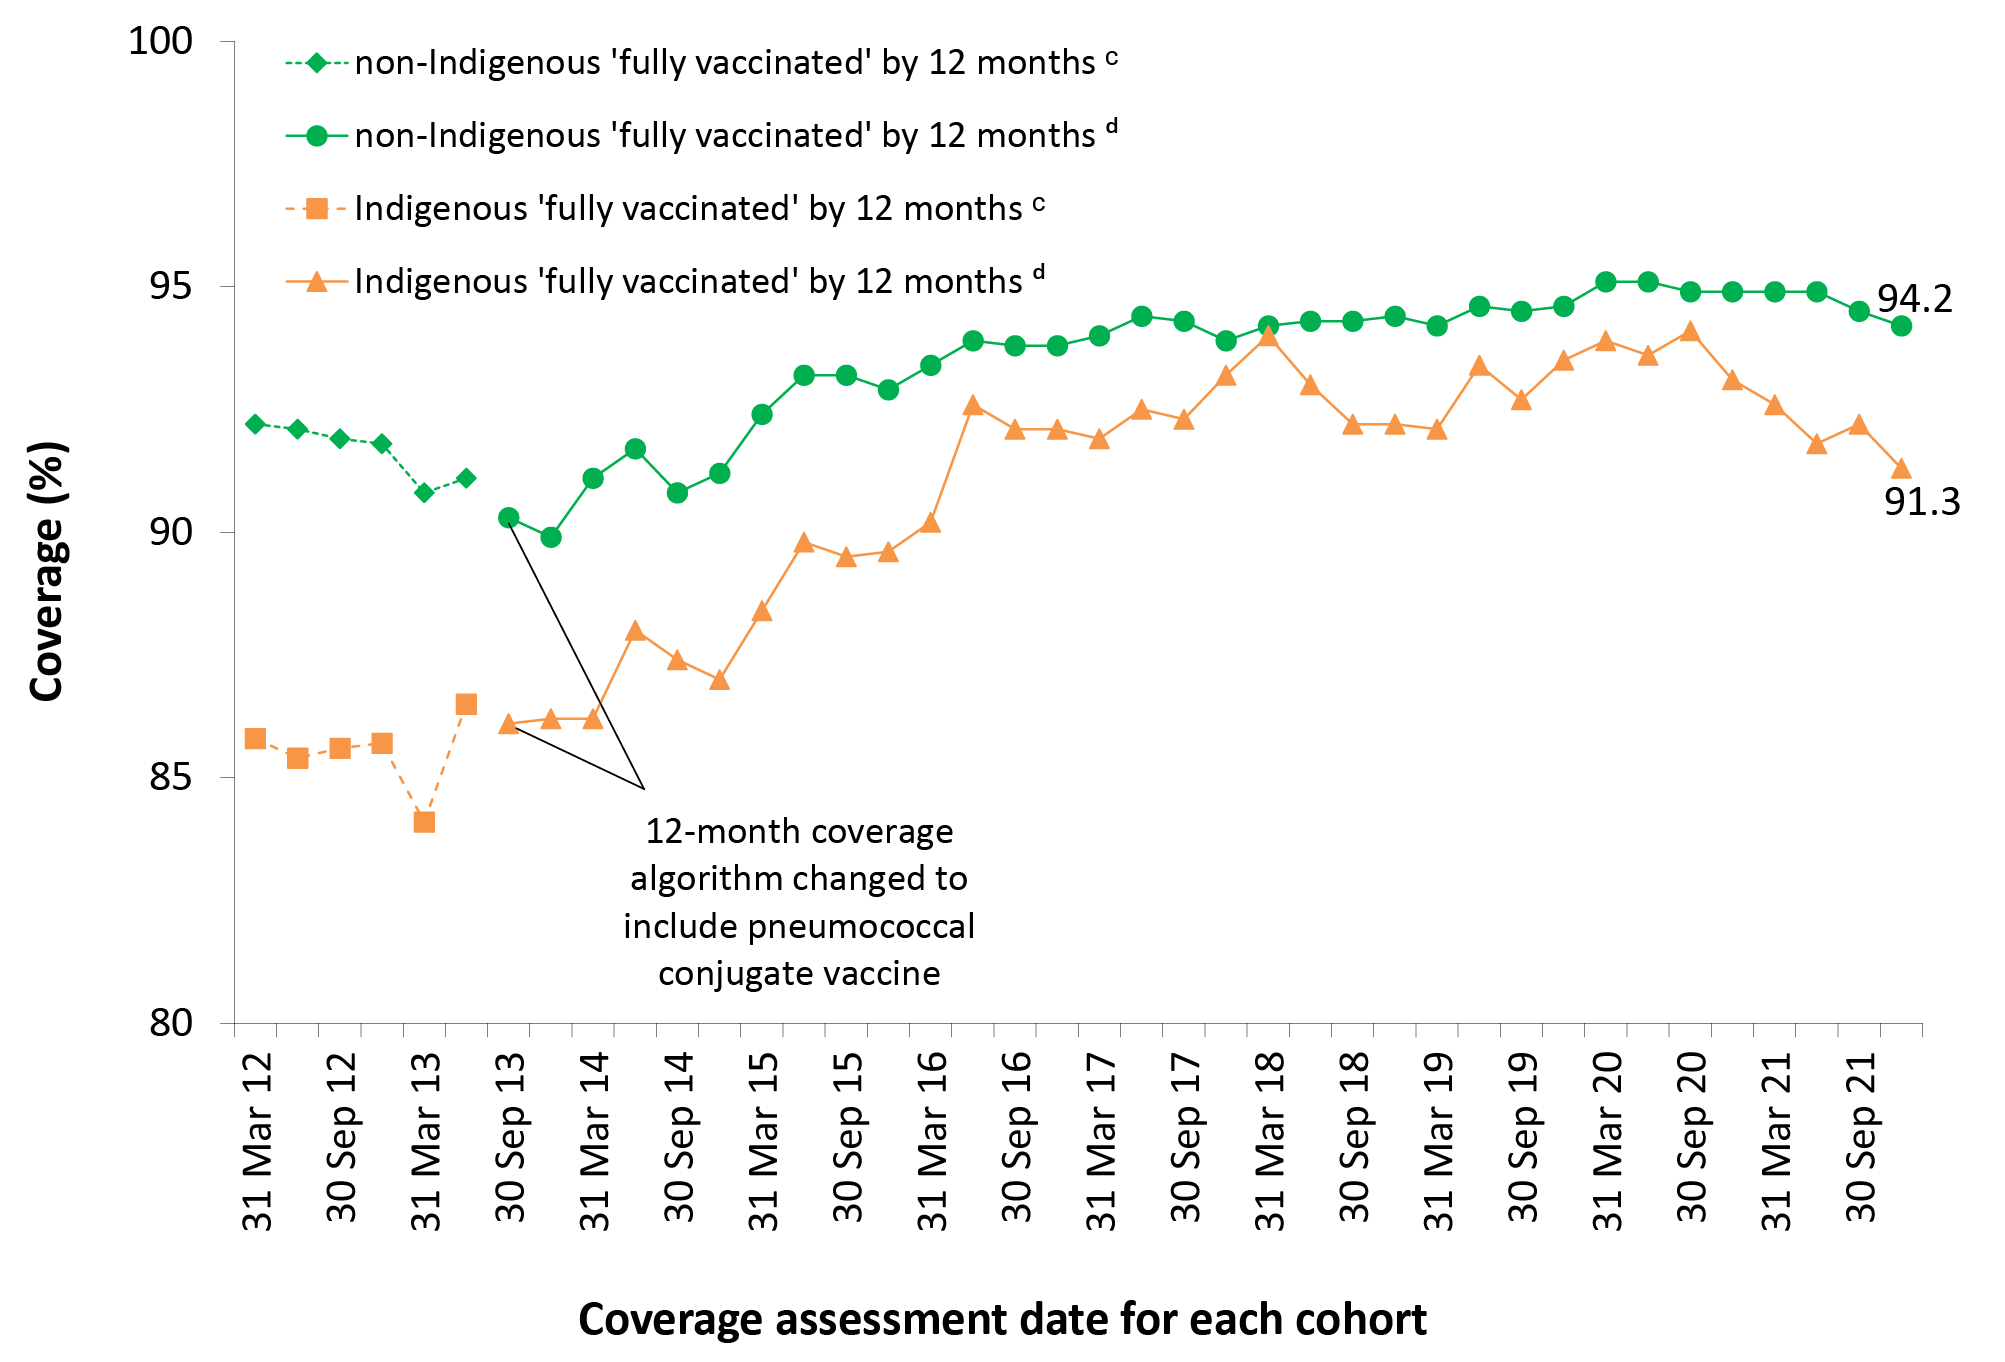 100
95
90
85
80
Coverage (%)
non-Indigenous 'fully vaccinated' by 12 months ᶜ
non-Indigenous 'fully vaccinated' by 12 months ᵈ
Indigenous 'fully vaccinated' by 12 months ᶜ
Indigenous 'fully vaccinated' by 12 months ᵈ
94.2
91.3
12-month coverage
algorithm changed to
include pneumococcal
conjugate vaccine
31 Mar 12
30 Sep 12
31 Mar 13
30 Sep 13
31 Mar 14
30 Sep 14
31 Mar 15
30 Sep 15
31 Mar 16
30 Sep 16
31 Mar 17
30 Sep 17
31 Mar 18
30 Sep 18
31 Mar 19
30 Sep 19
31 Mar 20
30 Sep 20
31 Mar 21
30 Sep 21
Coverage assessment date for each cohort